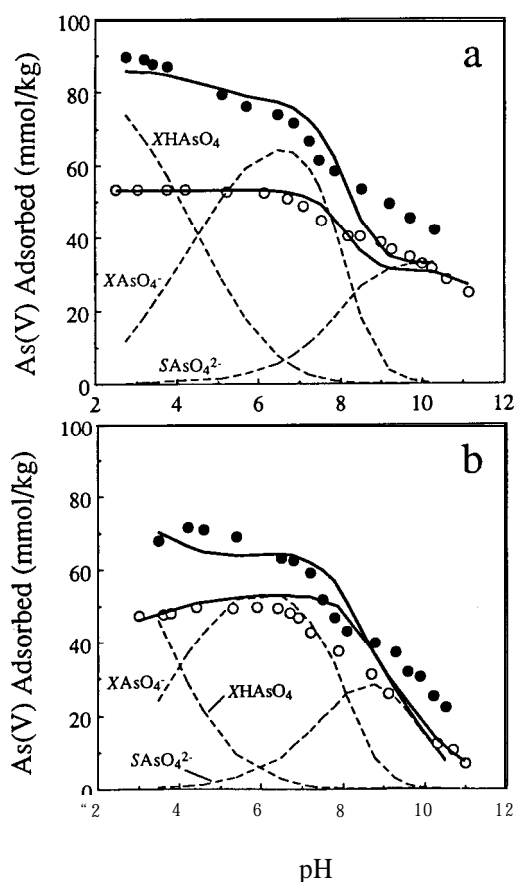 a
As(V) Adsorbed (mmol/kg)
100
80
60
40
20
0
XHAsO₄
XAsO₄⁻
SAsO₄²⁻
2 4 6 8 10 12
b
As(V) Adsorbed (mmol/kg)
100
80
60
40
20
0
XAsO₄⁻
XHAsO₄
SAsO₄²⁻
"2 4 6 8 10 12
pH